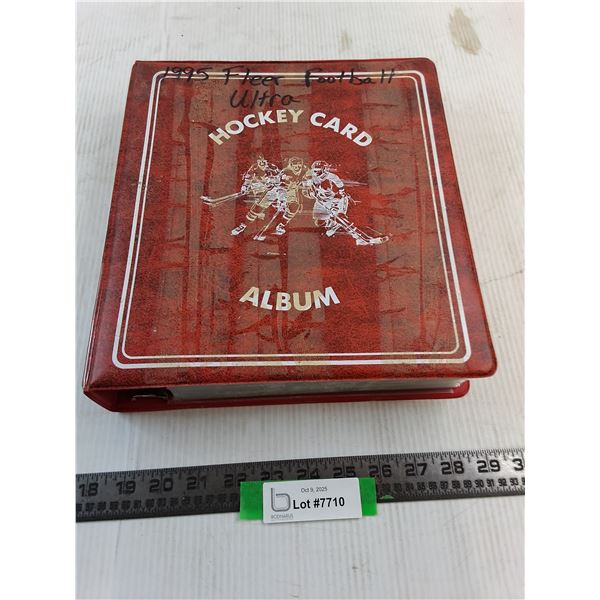 1995 Fleer Football
Ultra
HOCKEY CARD
ALBUM
18 19 20 21 22 23 24 25 26 27 28 29 30
Oct 9, 2025
BODNARUS
Lot #7710